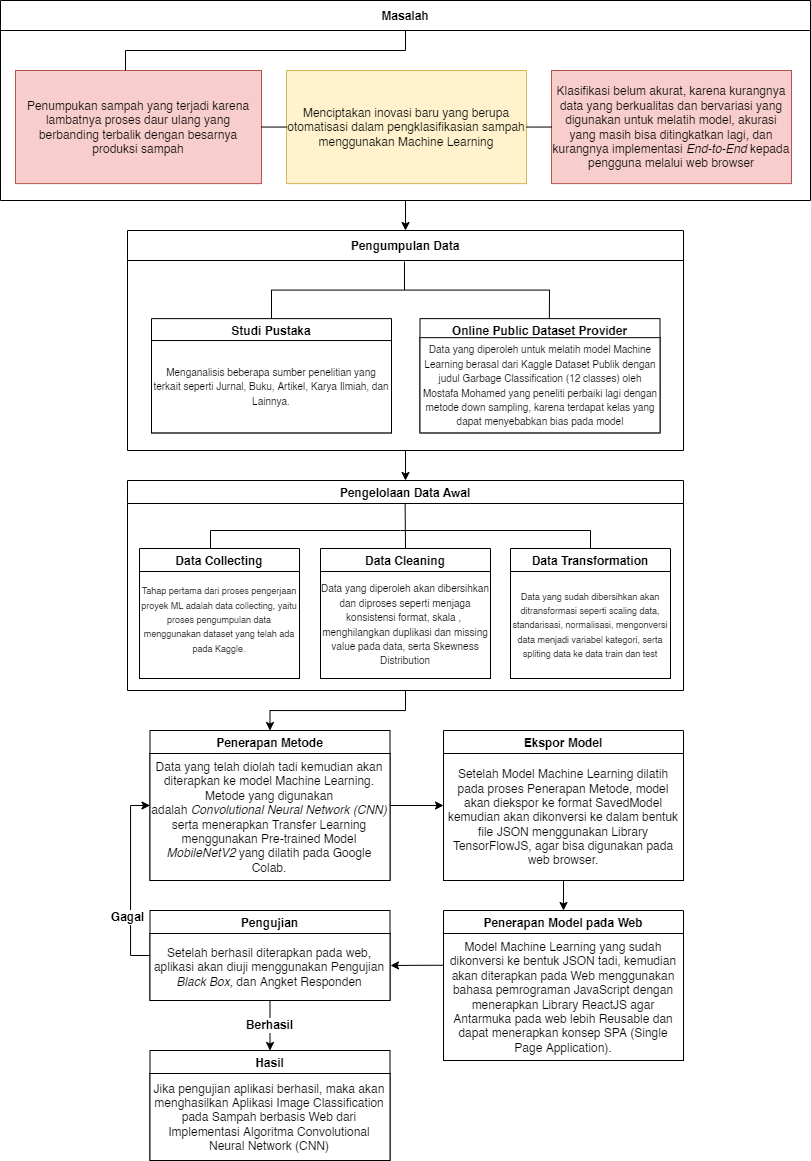 Masalah
Penumpukan sampah yang terjadi karena
lambatnya proses daur ulang yang
berbanding terbalik dengan besarnya
produksi sampah
Menciptakan inovasi baru yang berupa
otomatisasi dalam pengklasifikasian sampah
menggunakan Machine Learning
Klasifikasi belum akurat, karena kurangnya
data yang berkualitas dan bervariasi yang
digunakan untuk melatih model, akurasi
yang masih bisa ditingkatkan lagi, dan
kurangnya implementasi End-to-End kepada
pengguna melalui web browser
Pengumpulan Data
Studi Pustaka
Menganalisis beberapa sumber penelitian yang
terkait seperti Jurnal, Buku, Artikel, Karya Ilmiah, dan
Lainnya.
Online Public Dataset Provider
Data yang diperoleh untuk melatih model Machine
Learning berasal dari Kaggle Dataset Publik dengan
judul Garbage Classification (12 classes) oleh
Mostafa Mohamed yang peneliti perbaiki lagi dengan
metode down sampling, karena terdapat kelas yang
dapat menyebabkan bias pada model
Pengelolaan Data Awal
Data Collecting
Tahap pertama dari proses pengerjaan
proyek ML adalah data collecting, yaitu
proses pengumpulan data
menggunakan dataset yang telah ada
pada Kaggle.
Data Cleaning
Data yang diperoleh akan dibersihkan
dan diproses seperti menjaga
konsistensi format, skala ,
menghilangkan duplikasi dan missing
value pada data, serta Skewness
Distribution
Data Transformation
Data yang sudah dibersihkan akan
ditransformasi seperti scaling data,
standarisasi, normalisasi, mengonversi
data menjadi variabel kategori, serta
spliting data ke data train dan test
Penerapan Metode
Data yang telah diolah tadi kemudian akan
diterapkan ke model Machine Learning.
Metode yang digunakan
adalah Convolutional Neural Network (CNN)
serta menerapkan Transfer Learning
menggunakan Pre-trained Model
MobileNetV2 yang dilatih pada Google
Colab.
Ekspor Model
Setelah Model Machine Learning dilatih
pada proses Penerapan Metode, model
akan diekspor ke format SavedModel
kemudian akan dikonversi ke dalam bentuk
file JSON menggunakan Library
TensorFlowJS, agar bisa digunakan pada
web browser.
Gagal
Pengujian
Setelah berhasil diterapkan pada web,
aplikasi akan diuji menggunakan Pengujian
Black Box, dan Angket Responden
Penerapan Model pada Web
Model Machine Learning yang sudah
dikonversi ke bentuk JSON tadi, kemudian
akan diterapkan pada Web menggunakan
bahasa pemrograman JavaScript dengan
menerapkan Library ReactJS agar
Antarmuka pada web lebih Reusable dan
dapat menerapkan konsep SPA (Single
Page Application).
Berhasil
Hasil
Jika pengujian aplikasi berhasil, maka akan
menghasilkan Aplikasi Image Classification
pada Sampah berbasis Web dari
Implementasi Algoritma Convolutional
Neural Network (CNN)